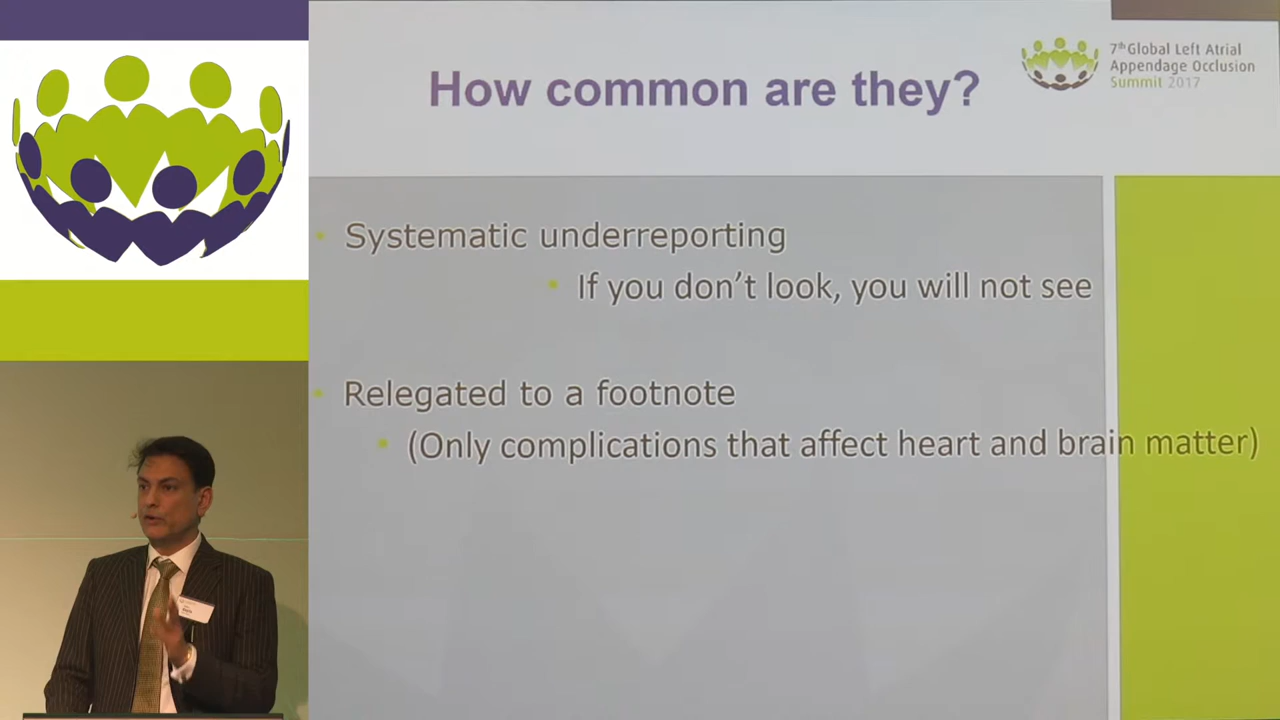 How common are they?
7th Global Left Atrial
Appendage Occlusion
Summit 2017
• Systematic underreporting
• If you don't look, you will not see
• Relegated to a footnote
• (Only complications that affect heart and brain matter)